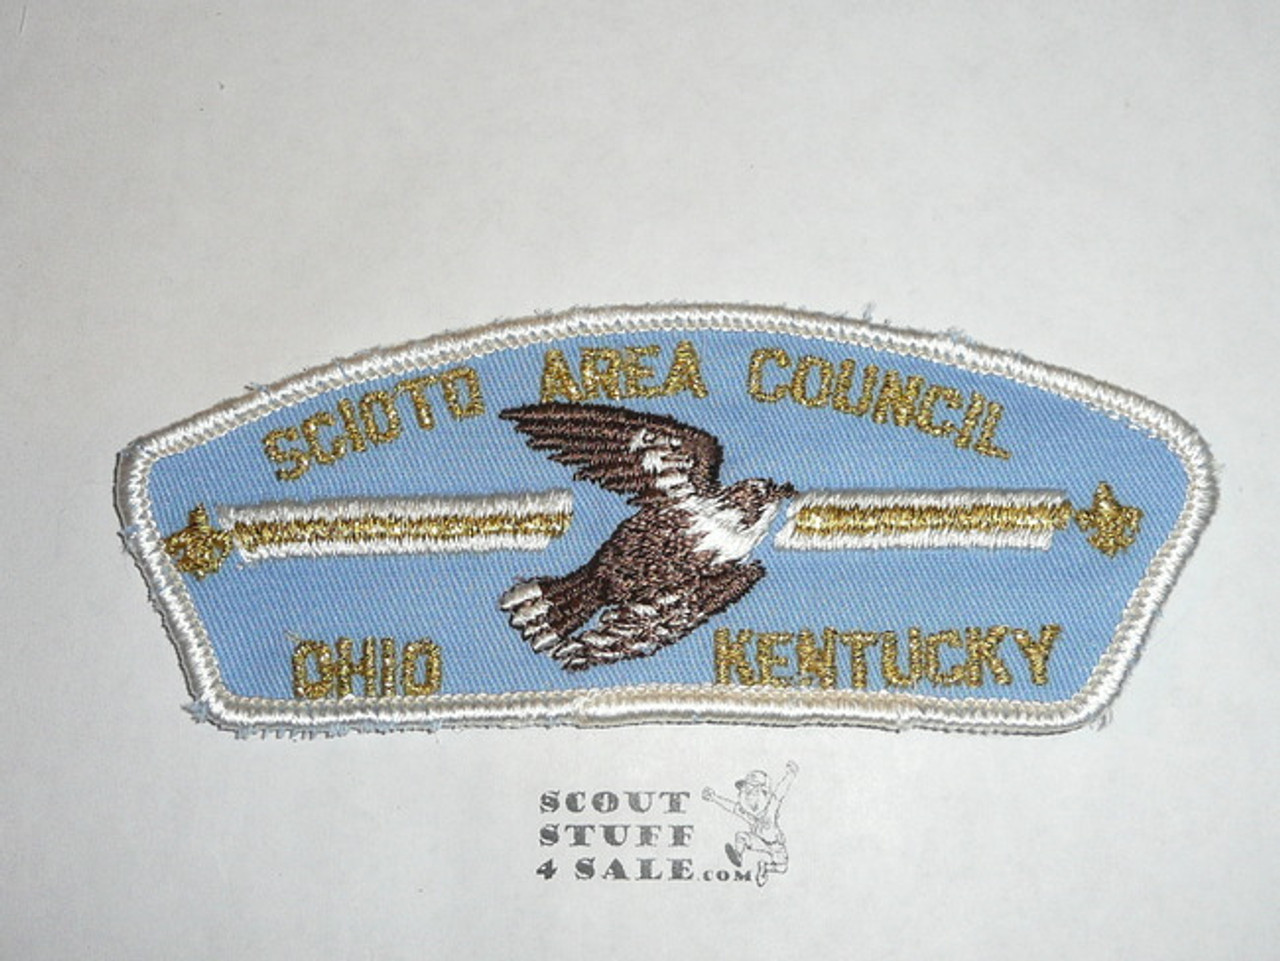 SCIOTO AREA COUNCIL
OHIO KENTUCKY
SCOUT
STUFF
4 SALE.COM